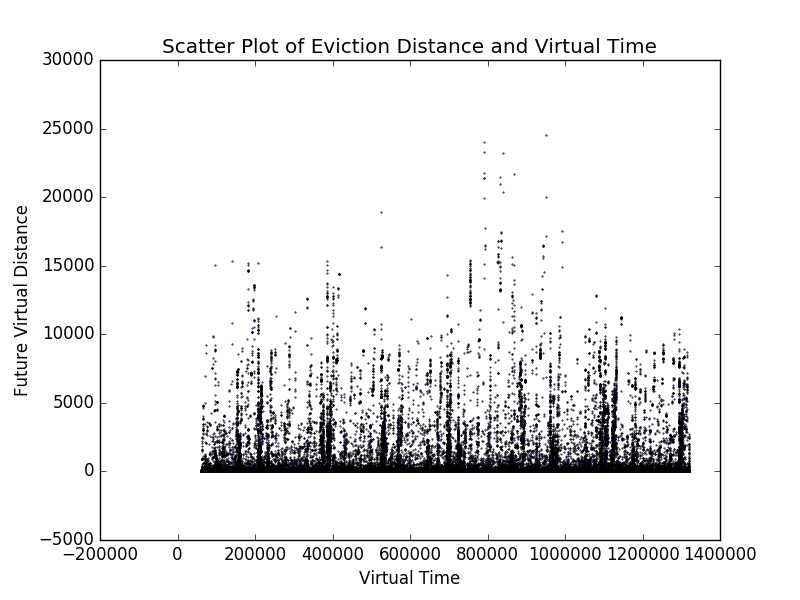 Scatter Plot of Eviction Distance and Virtual Time
30000
25000
20000
15000
10000
5000
0
−5000
−200000 0 200000 400000 600000 800000 1000000 1200000 1400000
Future Virtual Distance
Virtual Time